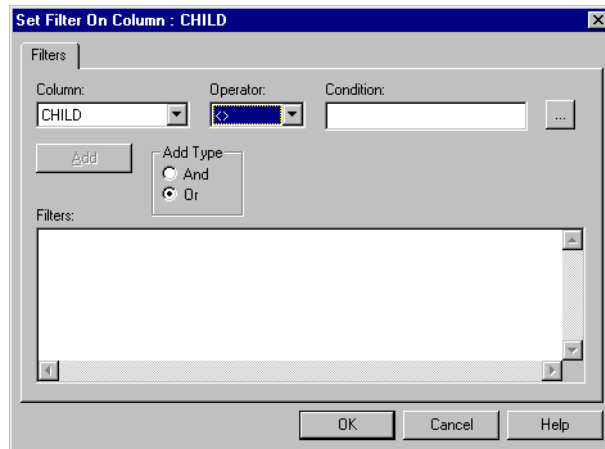 Set Filter On Column : CHILD
Filters
Column: Operator: Condition:
CHILD <> ...
Add
Add Type
And
Or
Filters:
OK Cancel Help